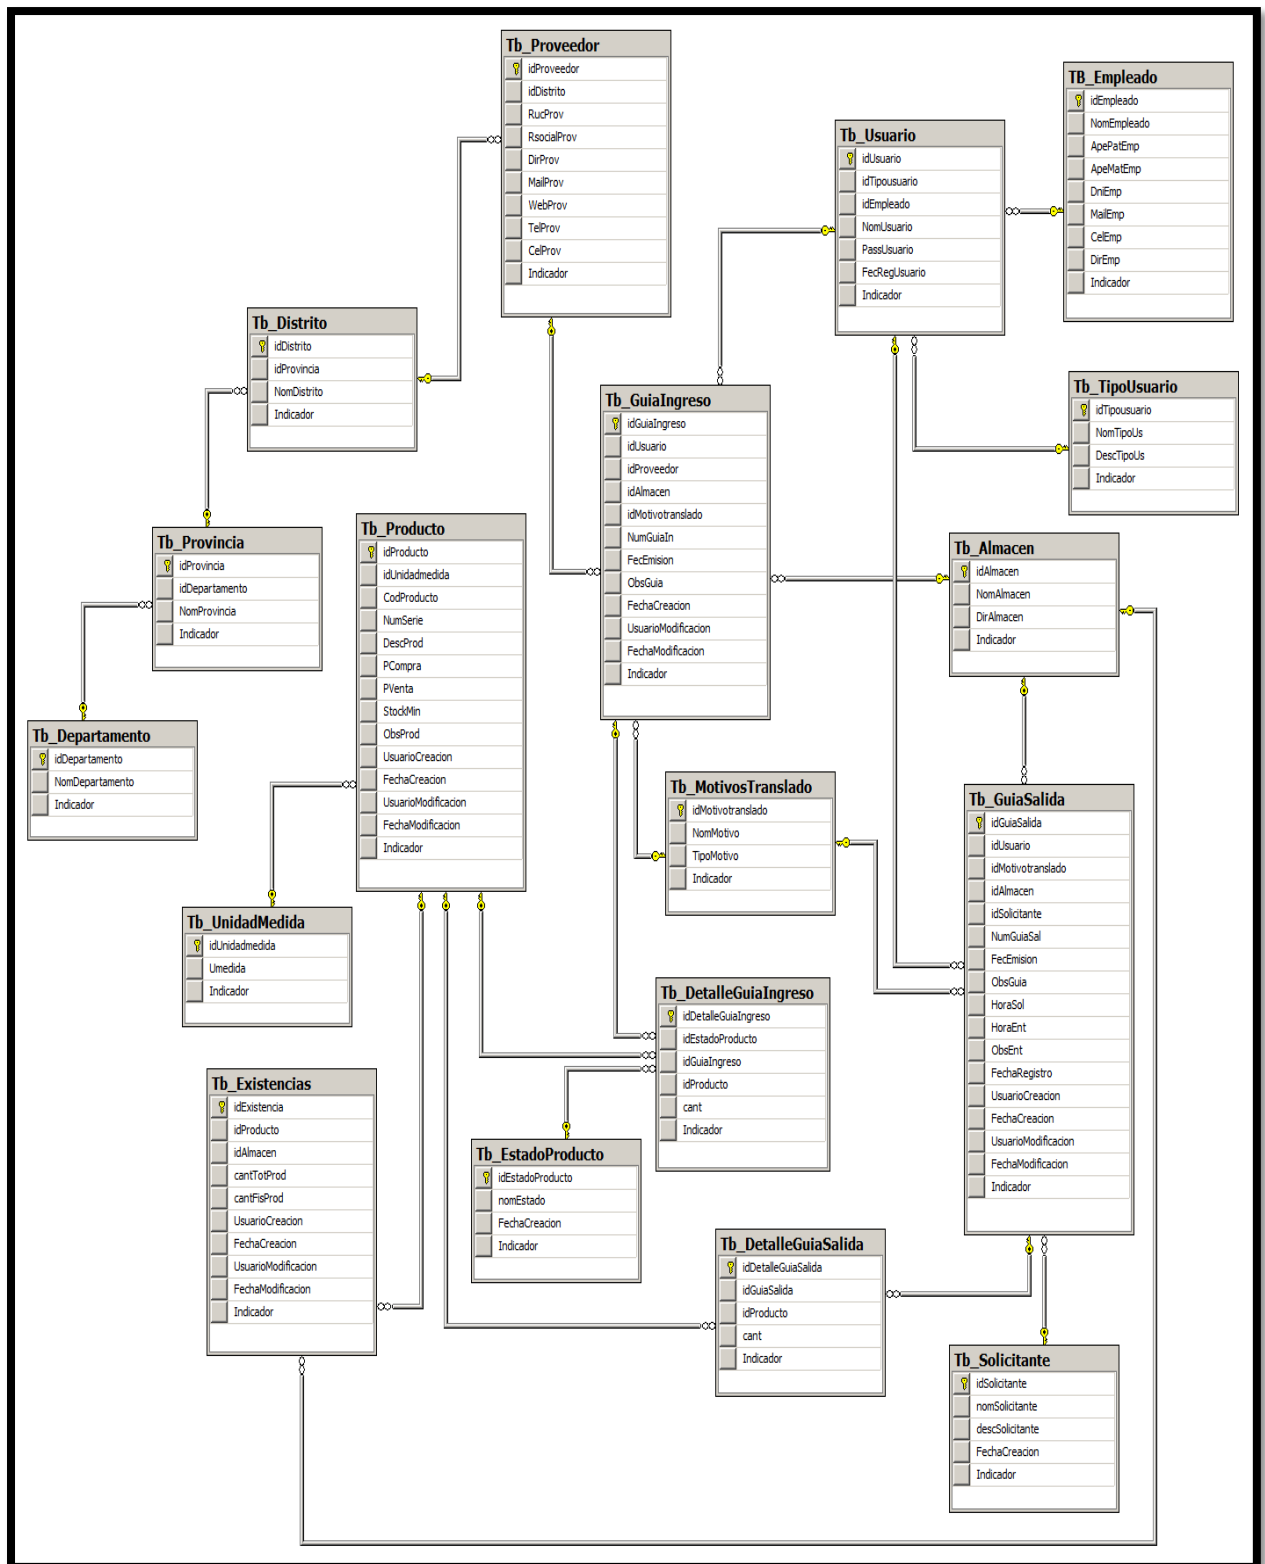 Tb_Proveedor
idProveedor
idDistrito
RucProv
RsocialProv
DirProv
MailProv
WebProv
TelProv
CelProv
Indicador
TB_Empleado
idEmpleado
NomEmpleado
ApePatEmp
ApeMatEmp
DniEmp
MailEmp
CelEmp
DirEmp
Indicador
Tb_Usuario
idUsuario
idTipousuario
idEmpleado
NomUsuario
PassUsuario
FecRegUsuario
Indicador
Tb_Distrito
idDistrito
idProvincia
NomDistrito
Indicador
Tb_TipoUsuario
idTipousuario
NomTipoUs
DescTipoUs
Indicador
Tb_GuiaIngreso
idGuiaIngreso
idUsuario
idProveedor
idAlmacen
idMotivotranslado
NumGuiaIn
FecEmision
ObsGuia
FechaCreacion
UsuarioModificacion
FechaModificacion
Indicador
Tb_Producto
idProducto
idUnidadmedida
CodProducto
NumSerie
DescProd
PCompra
PVenta
StockMin
ObsProd
UsuarioCreacion
FechaCreacion
UsuarioModificacion
FechaModificacion
Indicador
Tb_Provincia
idProvincia
idDepartamento
NomProvincia
Indicador
Tb_Almacen
idAlmacen
NomAlmacen
DirAlmacen
Indicador
Tb_Departamento
idDepartamento
NomDepartamento
Indicador
Tb_MotivosTranslado
idMotivotranslado
NomMotivo
TipoMotivo
Indicador
Tb_GuiaSalida
idGuiaSalida
idUsuario
idMotivotranslado
idAlmacen
idSolicitante
NumGuiaSal
FecEmision
ObsGuia
HoraSol
HoraEnt
ObsEnt
FechaRegistro
UsuarioCreacion
FechaCreacion
UsuarioModificacion
FechaModificacion
Indicador
Tb_UnidadMedida
idUnidadmedida
Umedida
Indicador
Tb_DetalleGuiaIngreso
idDetalleGuiaIngreso
idEstadoProducto
idGuiaIngreso
idProducto
cant
Indicador
Tb_Existencias
idExistencia
idProducto
idAlmacen
cantTotProd
cantFisProd
UsuarioCreacion
FechaCreacion
UsuarioModificacion
FechaModificacion
Indicador
Tb_EstadoProducto
idEstadoProducto
nomEstado
FechaCreacion
Indicador
Tb_DetalleGuiaSalida
idDetalleGuiaSalida
idGuiaSalida
idProducto
cant
Indicador
Tb_Solicitante
idSolicitante
nomSolicitante
descSolicitante
FechaCreacion
Indicador